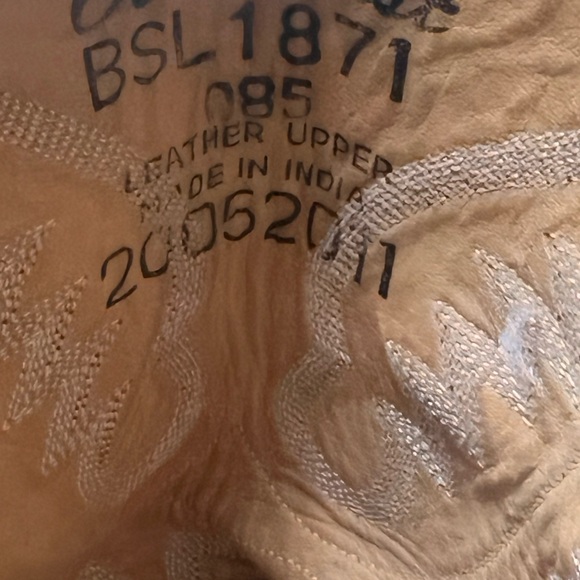 BSL1871
085
LEATHER UPPER
MADE IN INDIA
20052011